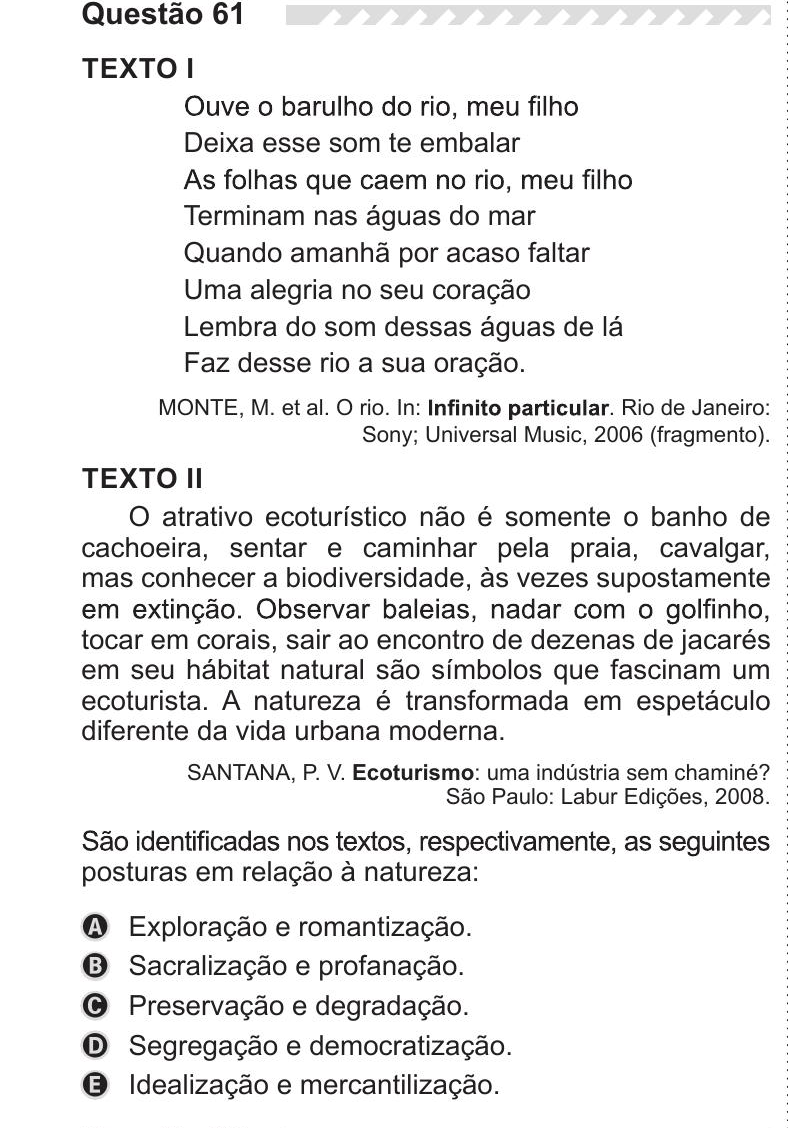 Questão 61
TEXTO I
Ouve o barulho do rio, meu filho
Deixa esse som te embalar
As folhas que caem no rio, meu filho
Terminam nas águas do mar
Quando amanhã por acaso faltar
Uma alegria no seu coração
Lembra do som dessas águas de lá
Faz desse rio a sua oração.
MONTE, M. et al. O rio. In: Infinito particular. Rio de Janeiro:
Sony; Universal Music, 2006 (fragmento).
TEXTO II
O atrativo ecoturístico não é somente o banho de
cachoeira, sentar e caminhar pela praia, cavalgar,
mas conhecer a biodiversidade, às vezes supostamente
em extinção. Observar baleias, nadar com o golfinho,
tocar em corais, sair ao encontro de dezenas de jacarés
em seu hábitat natural são símbolos que fascinam um
ecoturista. A natureza é transformada em espetáculo
diferente da vida urbana moderna.
SANTANA, P. V. Ecoturismo: uma indústria sem chaminé?
São Paulo: Labur Edições, 2008.
São identificadas nos textos, respectivamente, as seguintes
posturas em relação à natureza:
A Exploração e romantização.
B Sacralização e profanação.
C Preservação e degradação.
D Segregação e democratização.
E Idealização e mercantilização.